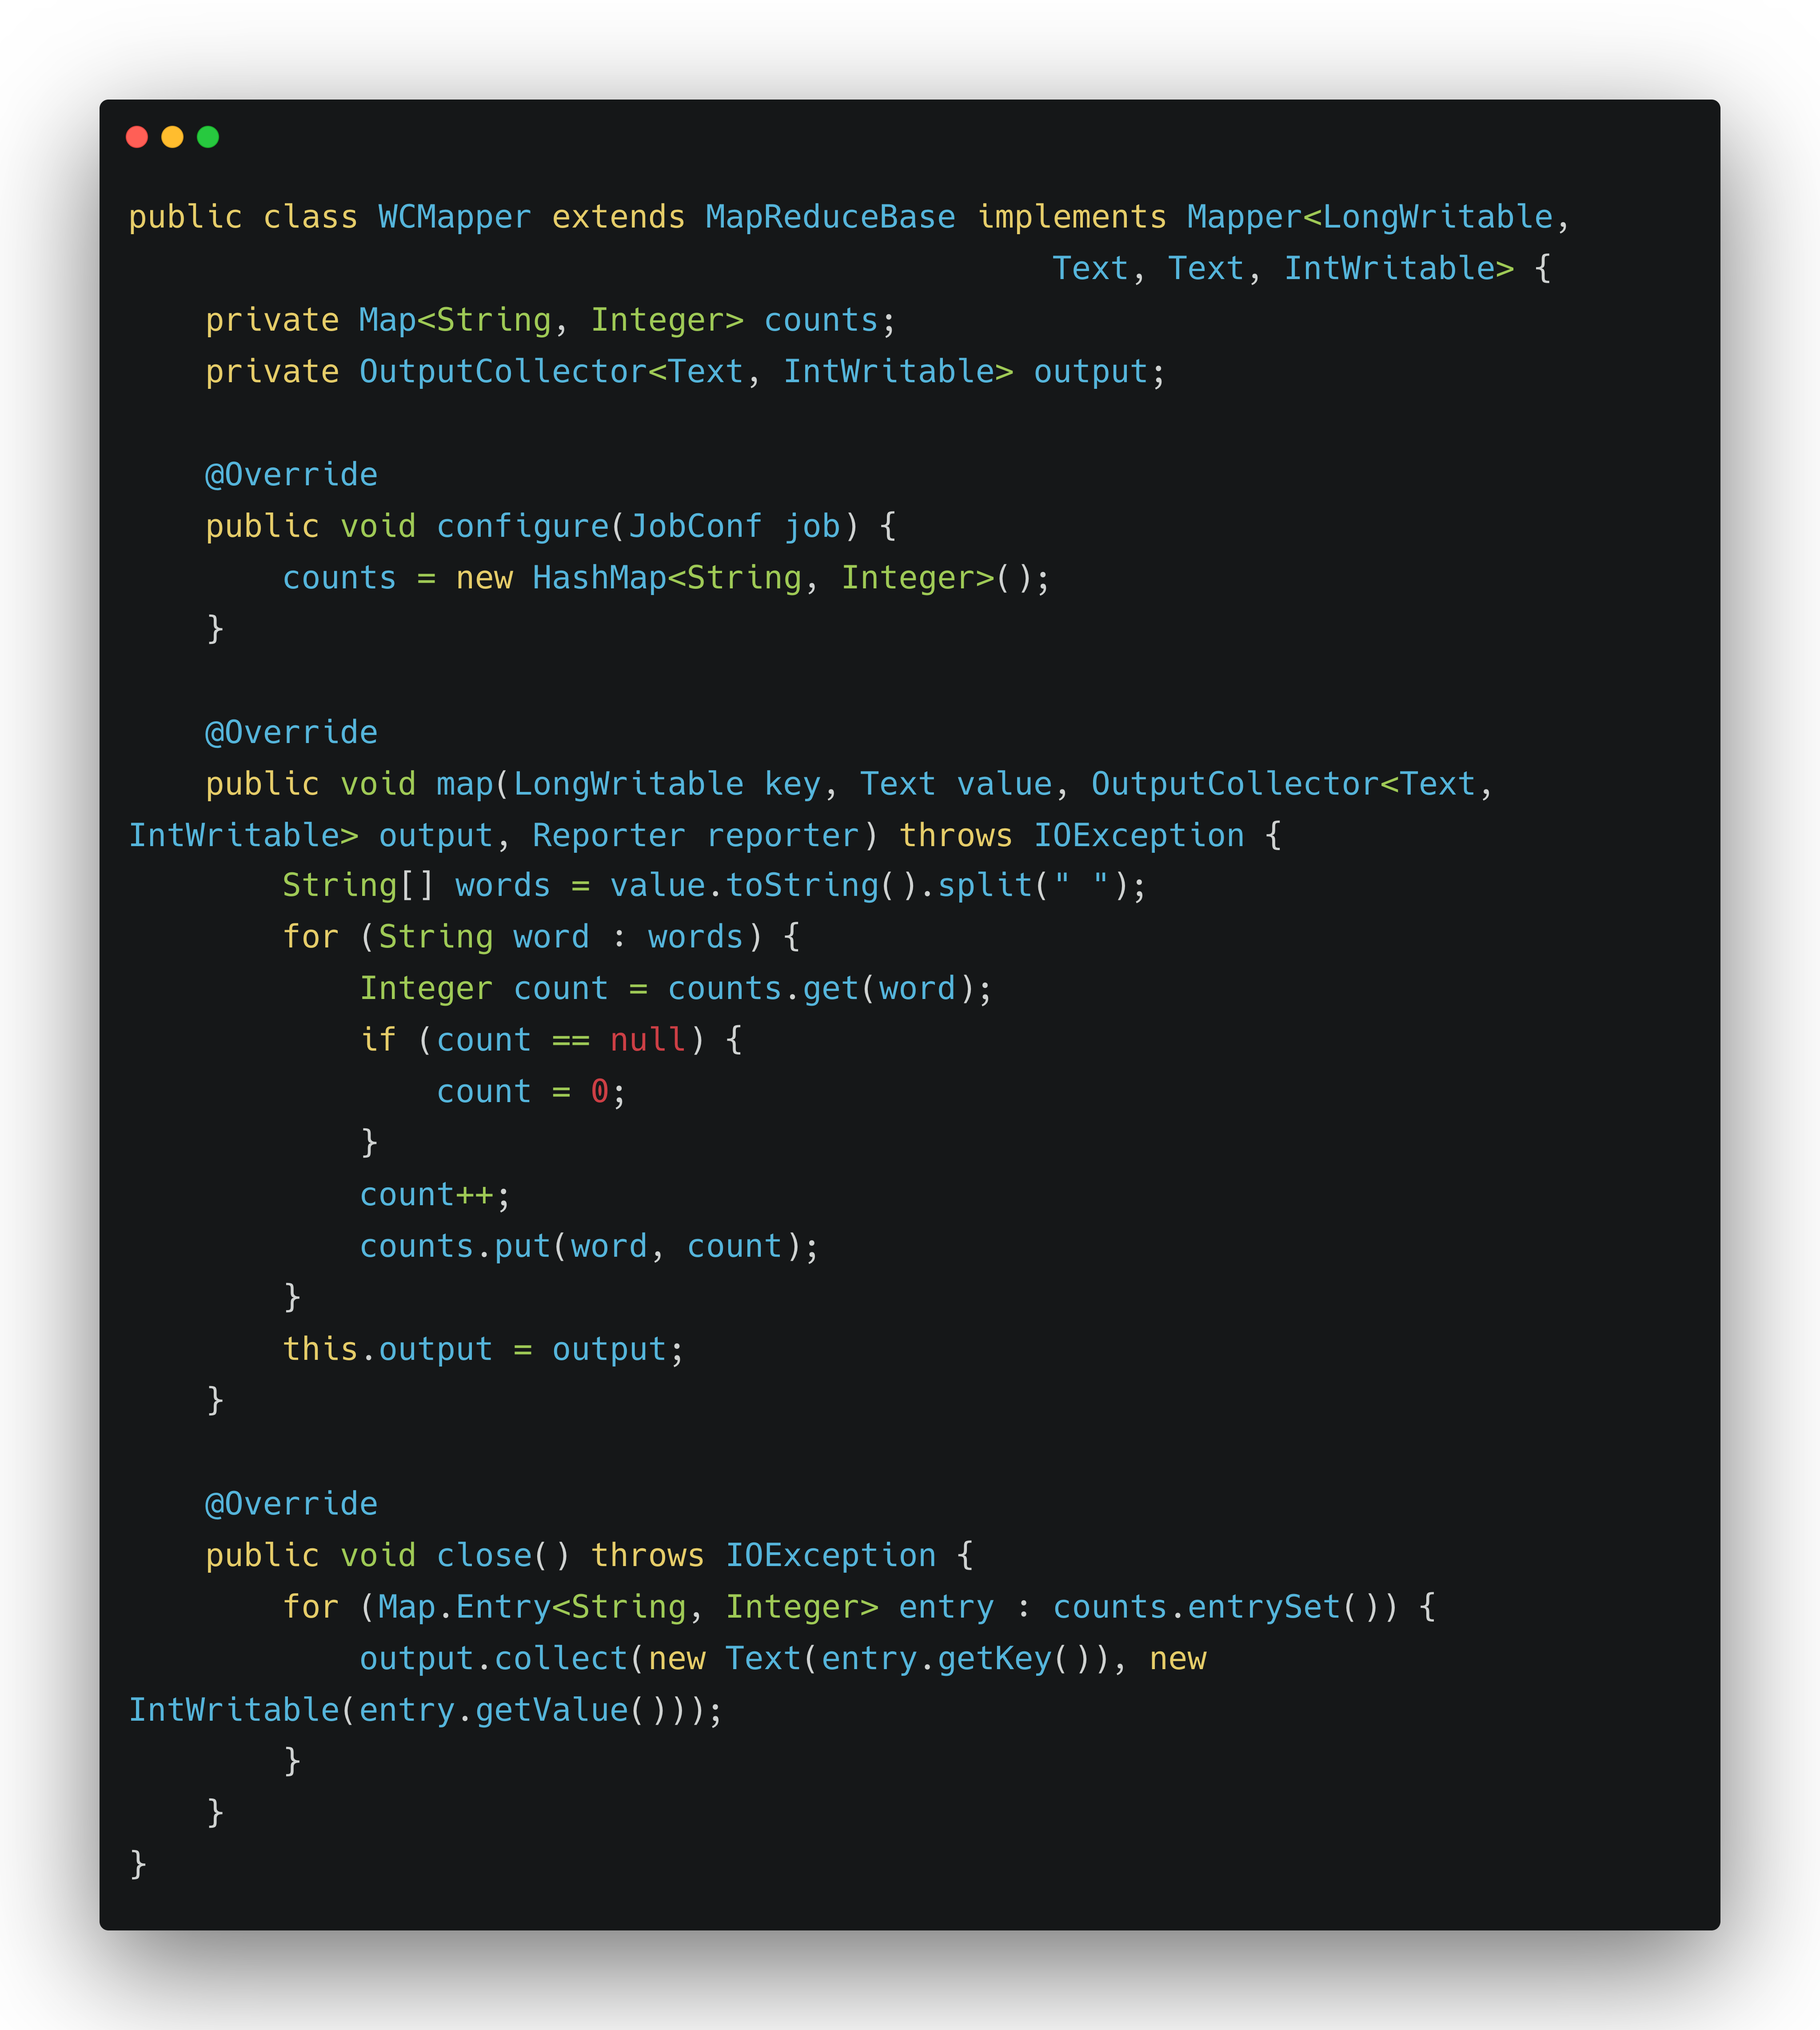 public class WCMapper extends MapReduceBase implements Mapper<LongWritable,
                                                Text, Text, IntWritable> {
    private Map<String, Integer> counts;
    private OutputCollector<Text, IntWritable> output;

    @Override
    public void configure(JobConf job) {
        counts = new HashMap<String, Integer>();
    }

    @Override
    public void map(LongWritable key, Text value, OutputCollector<Text,
IntWritable> output, Reporter reporter) throws IOException {
        String[] words = value.toString().split(" ");
        for (String word : words) {
            Integer count = counts.get(word);
            if (count == null) {
                count = 0;
            }
            count++;
            counts.put(word, count);
        }
        this.output = output;
    }

    @Override
    public void close() throws IOException {
        for (Map.Entry<String, Integer> entry : counts.entrySet()) {
            output.collect(new Text(entry.getKey()), new
IntWritable(entry.getValue()));
        }
    }
}